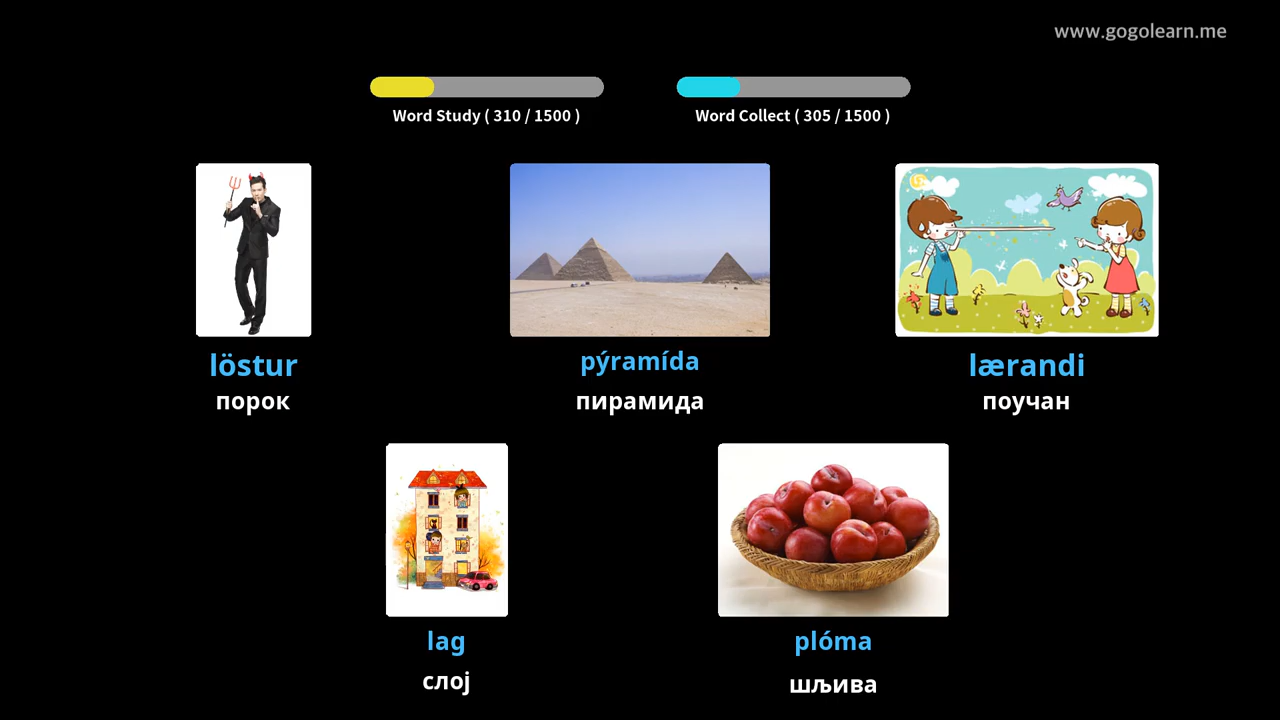 www.gogolearn.me
Word Study ( 310 / 1500 )
Word Collect ( 305 / 1500 )
löstur
порок
pýramída
пирамида
lærandi
поучан
lag
слој
plóma
шљива